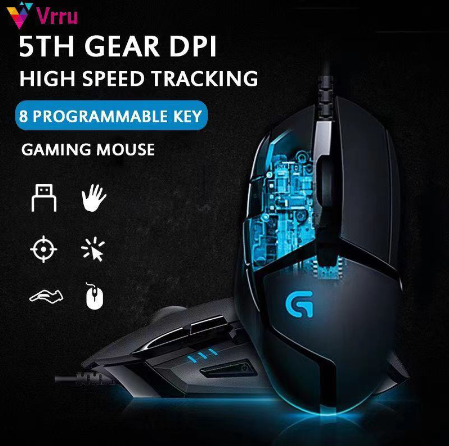 Vrru
5TH GEAR DPI
HIGH SPEED TRACKING
8 PROGRAMMABLE KEY
GAMING MOUSE
G